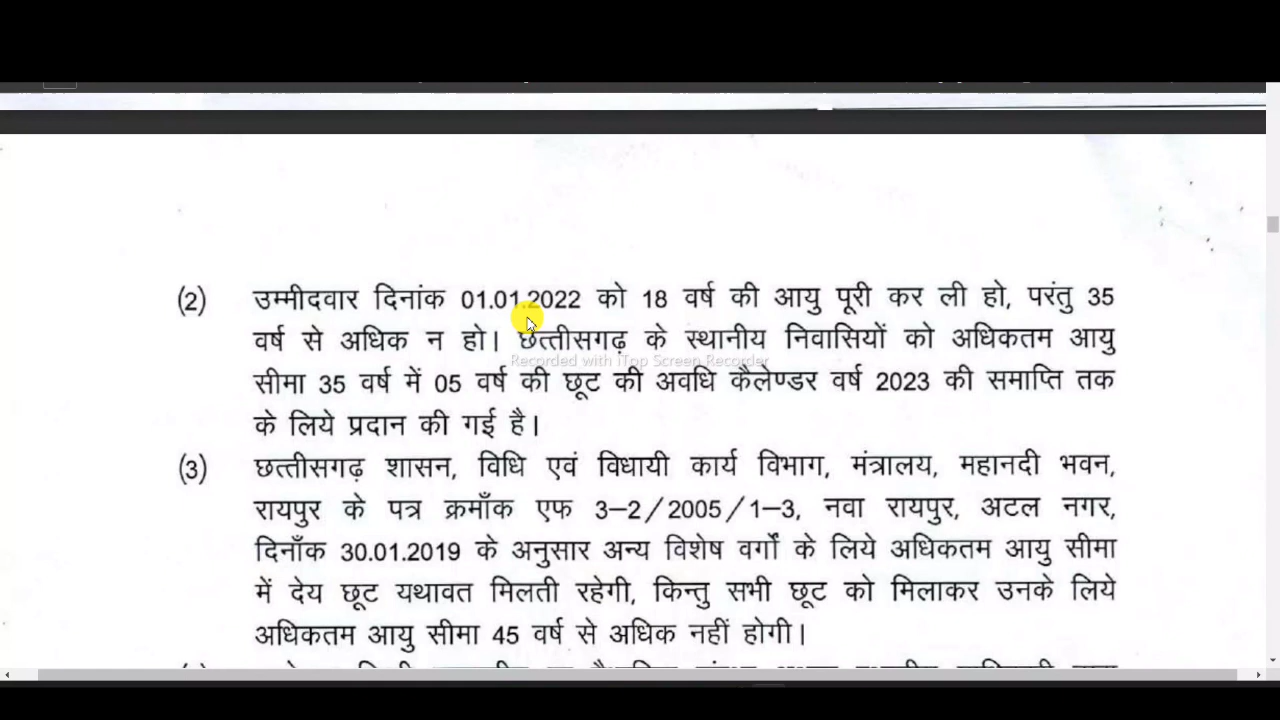 (2) उम्मीदवार दिनांक 01.01.2022 को 18 वर्ष की आयु पूरी कर ली हो, परंतु 35
वर्ष से अधिक न हो। छत्तीसगढ़ के स्थानीय निवासियों को अधिकतम आयु
Recorded with iTop Screen Recorder
सीमा 35 वर्ष में 05 वर्ष की छूट की अवधि कैलेण्डर वर्ष 2023 की समाप्ति तक
के लिये प्रदान की गई है।
(3) छत्तीसगढ़ शासन, विधि एवं विधायी कार्य विभाग, मंत्रालय, महानदी भवन,
रायपुर के पत्र क्रमाँक एफ 3–2/2005/1–3, नवा रायपुर, अटल नगर,
दिनाँक 30.01.2019 के अनुसार अन्य विशेष वर्गों के लिये अधिकतम आयु सीमा
में देय छूट यथावत मिलती रहेगी, किन्तु सभी छूट को मिलाकर उनके लिये
अधिकतम आयु सीमा 45 वर्ष से अधिक नहीं होगी।